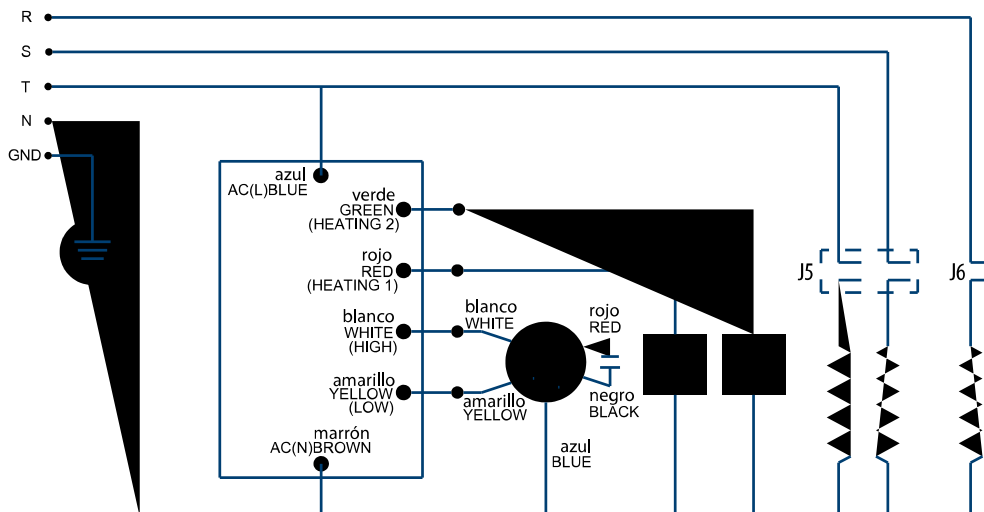 R
S
T
N
GND
azul
AC(L)BLUE
verde
GREEN
(HEATING 2)
rojo
RED
(HEATING 1)
blanco
WHITE
(HIGH)
amarillo
YELLOW
(LOW)
marrón
AC(N)BROWN
blanco
WHITE
amarillo
YELLOW
rojo
RED
negro
BLACK
azul
BLUE
J5
J6